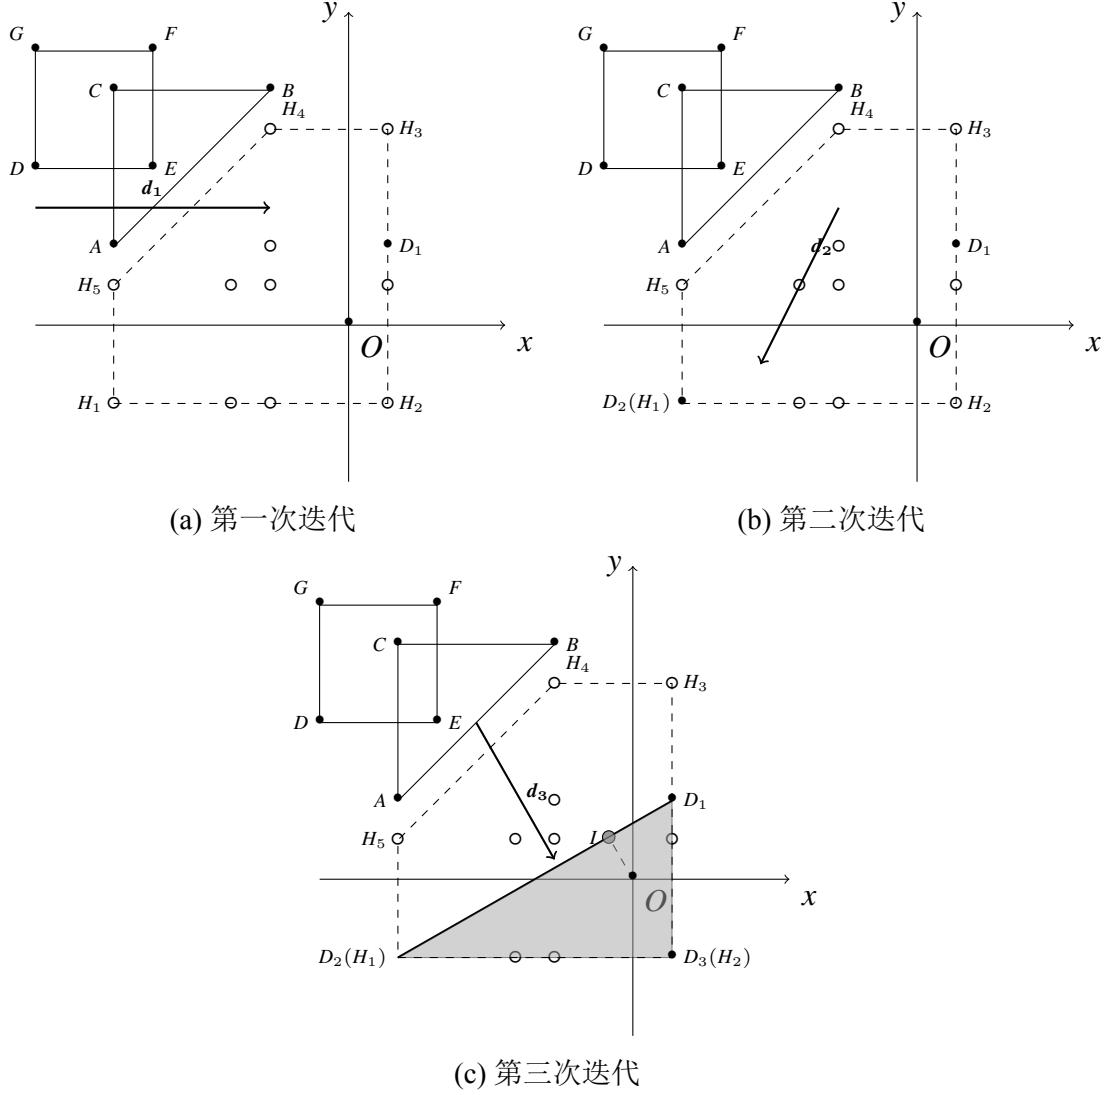 y
G
F
C
B
H₄
H₃
D
E
d₁
A
D₁
H₅
x
O
H₁
H₂
(a) 第一次迭代
y
G
F
C
B
H₄
H₃
D
E
d₂
A
D₁
H₅
x
O
D₂(H₁)
H₂
(b) 第二次迭代
y
G
F
C
B
H₄
H₃
D
E
d₃
A
D₁
H₅
I
x
O
D₂(H₁)
D₃(H₂)
(c) 第三次迭代